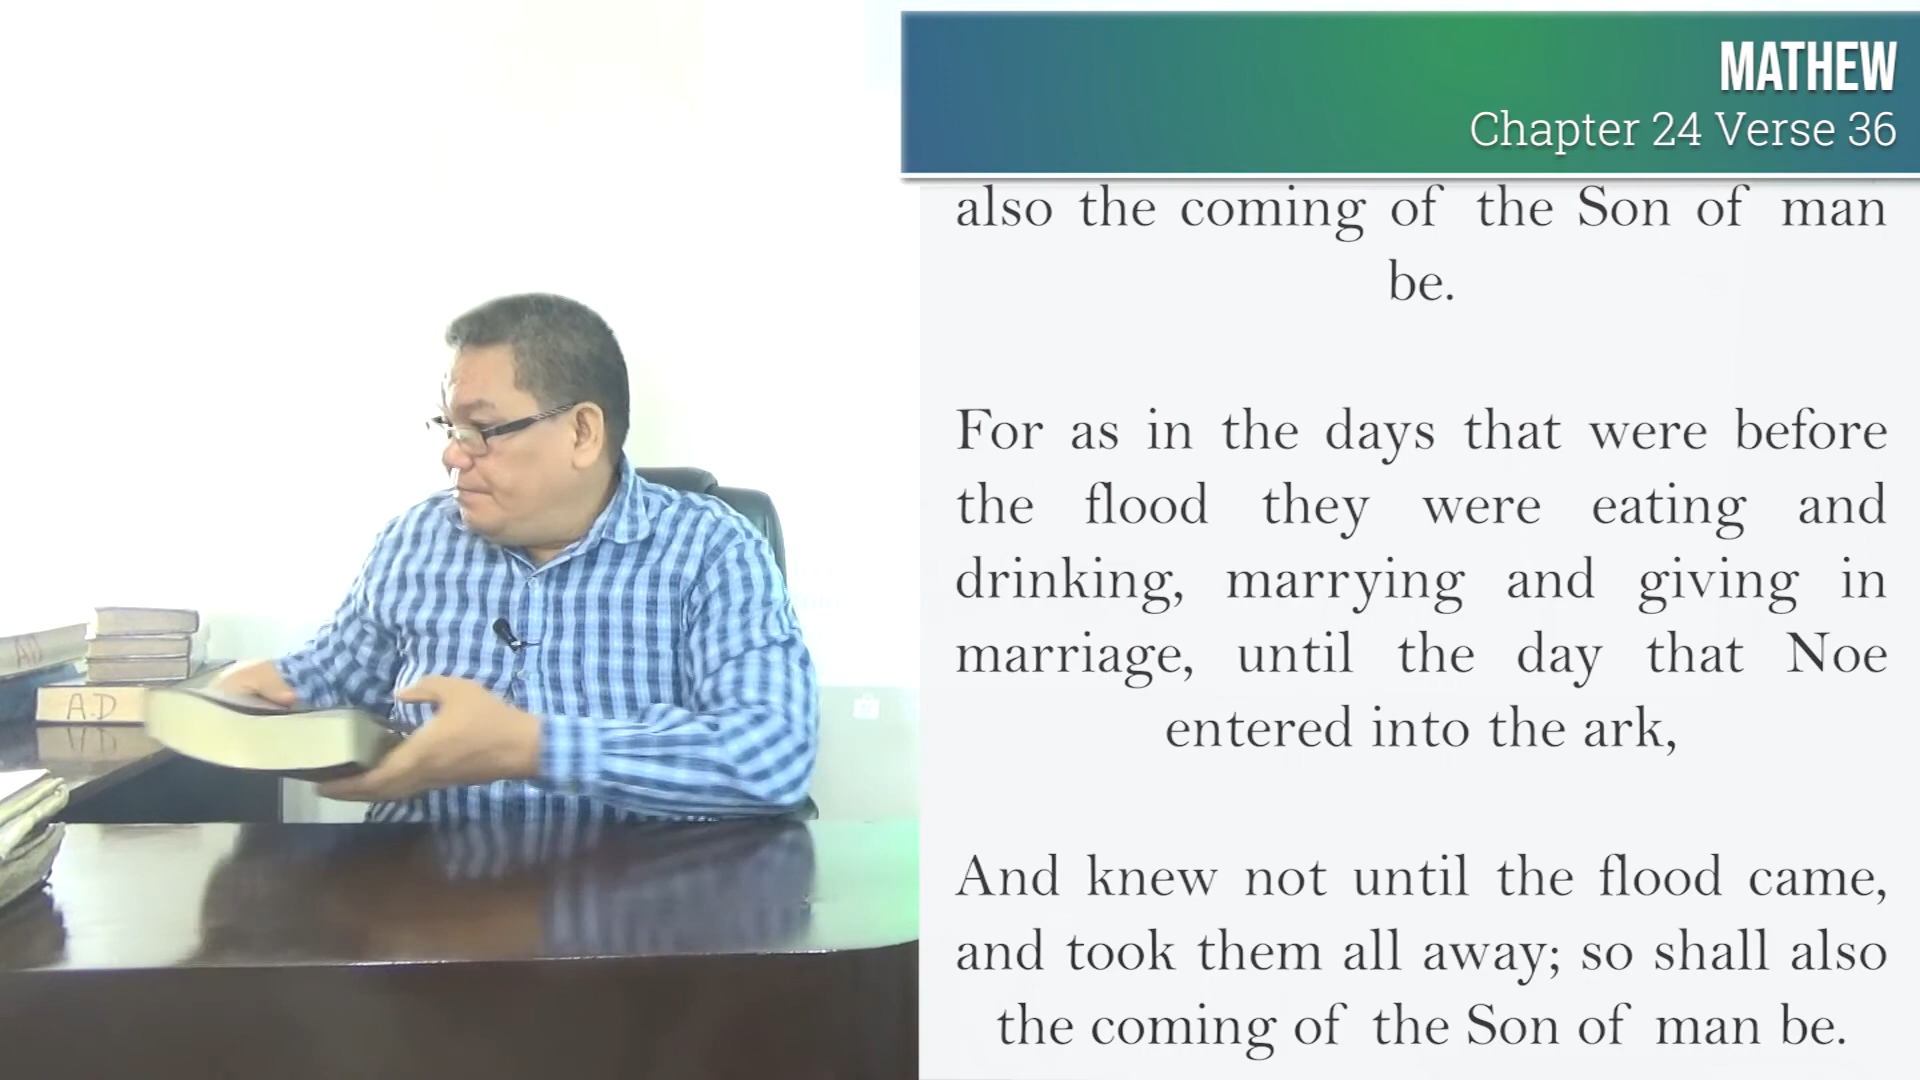 MATHEW
Chapter 24 Verse 36
also the coming of the Son of man
be.
For as in the days that were before
the flood they were eating and
drinking, marrying and giving in
marriage, until the day that Noe
entered into the ark,
And knew not until the flood came,
and took them all away; so shall also
the coming of the Son of man be.
A.D